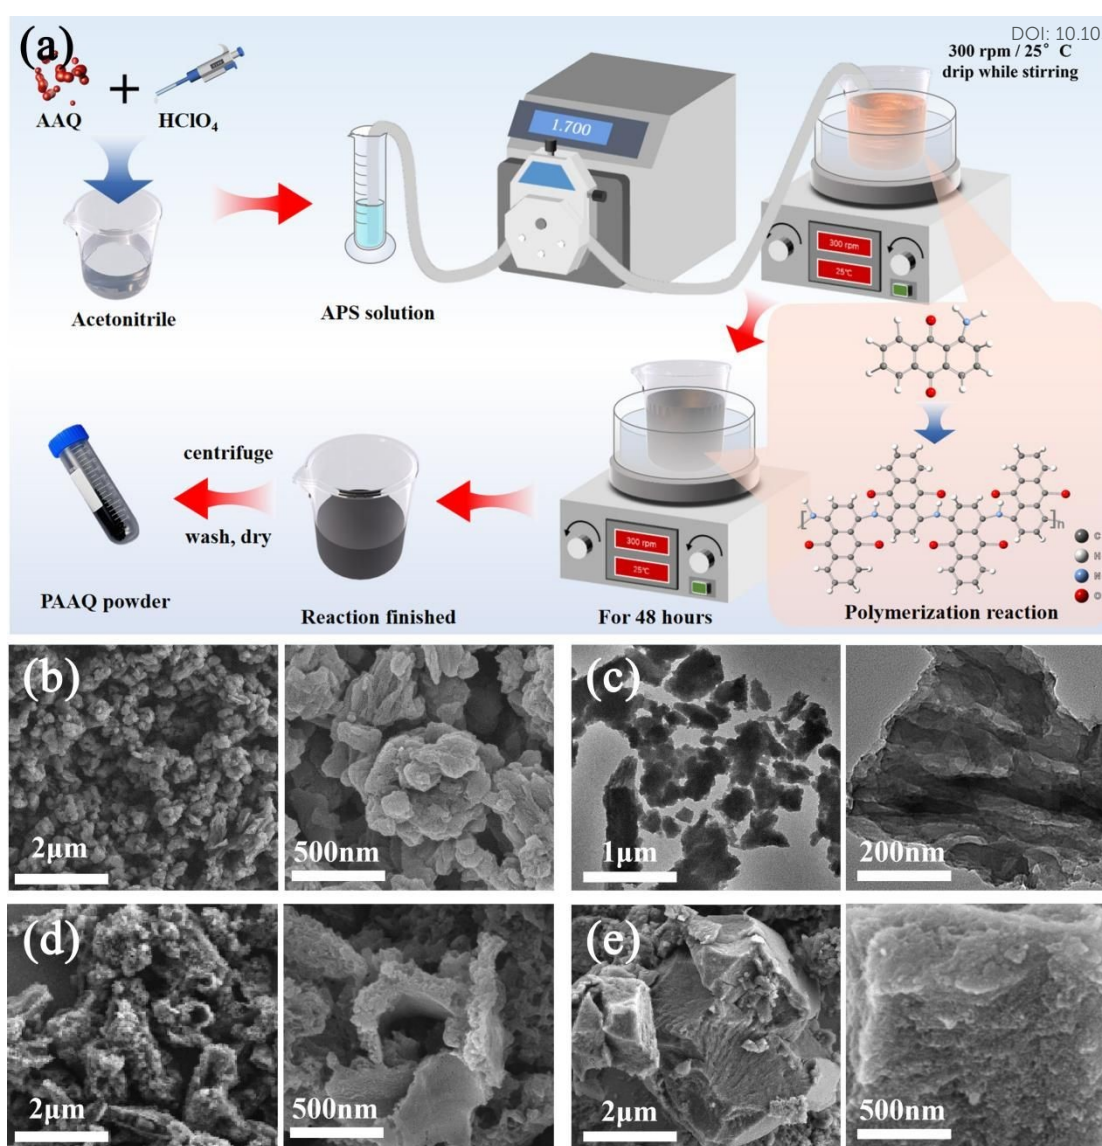 (a)
DOI: 10.10
300 rpm / 25° C
drip while stirring
AAQ
HClO4
1.700
300 rpm
25℃
Acetonitrile
APS solution
centrifuge
wash, dry
300 rpm
25℃
]n
C
H
N
O
PAAQ powder
Reaction finished
For 48 hours
Polymerization reaction
(b)
2μm
500nm
(c)
1μm
200nm
(d)
2μm
500nm
(e)
2μm
500nm